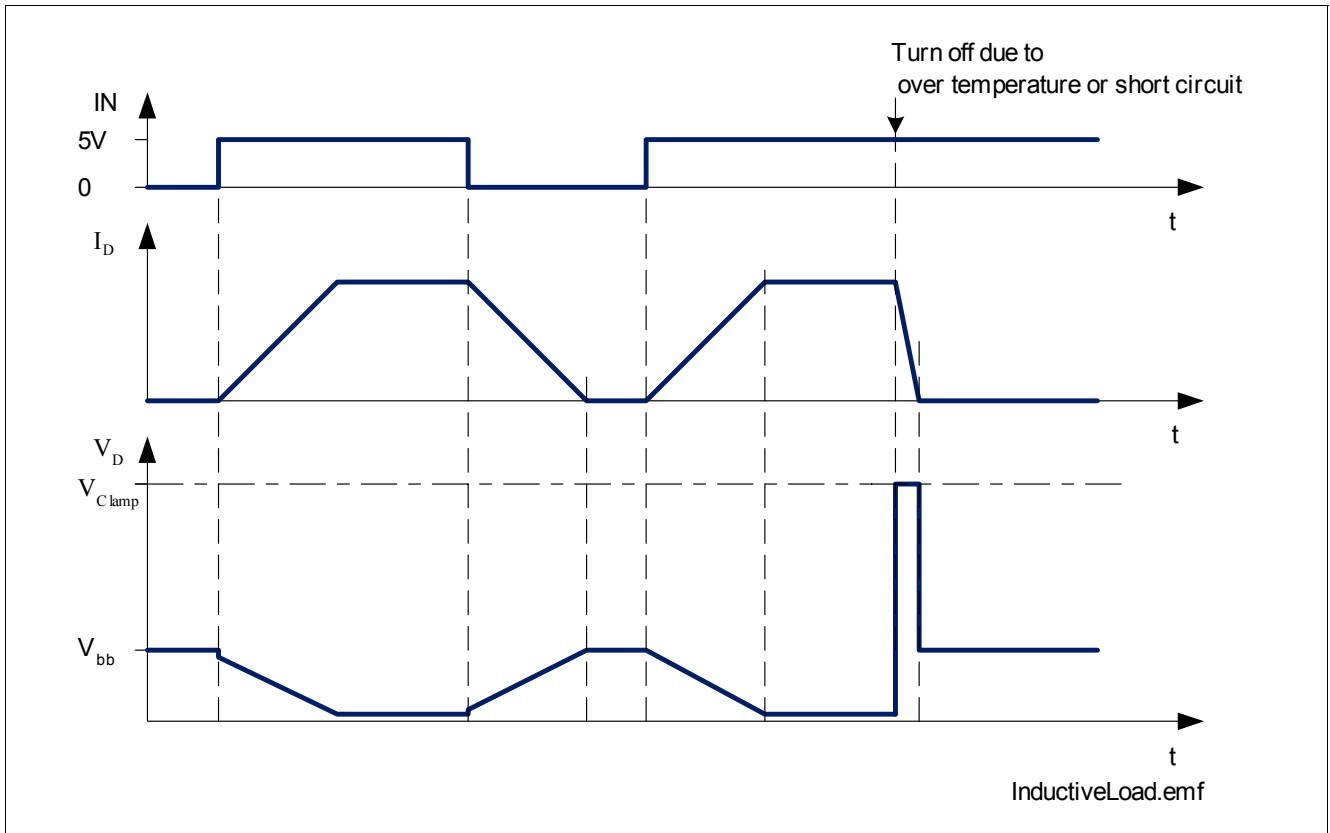 Turn off due to
over temperature or short circuit
IN
5V
0
t
I_D
t
V_D
V_Clamp
V_bb
t
InductiveLoad.emf